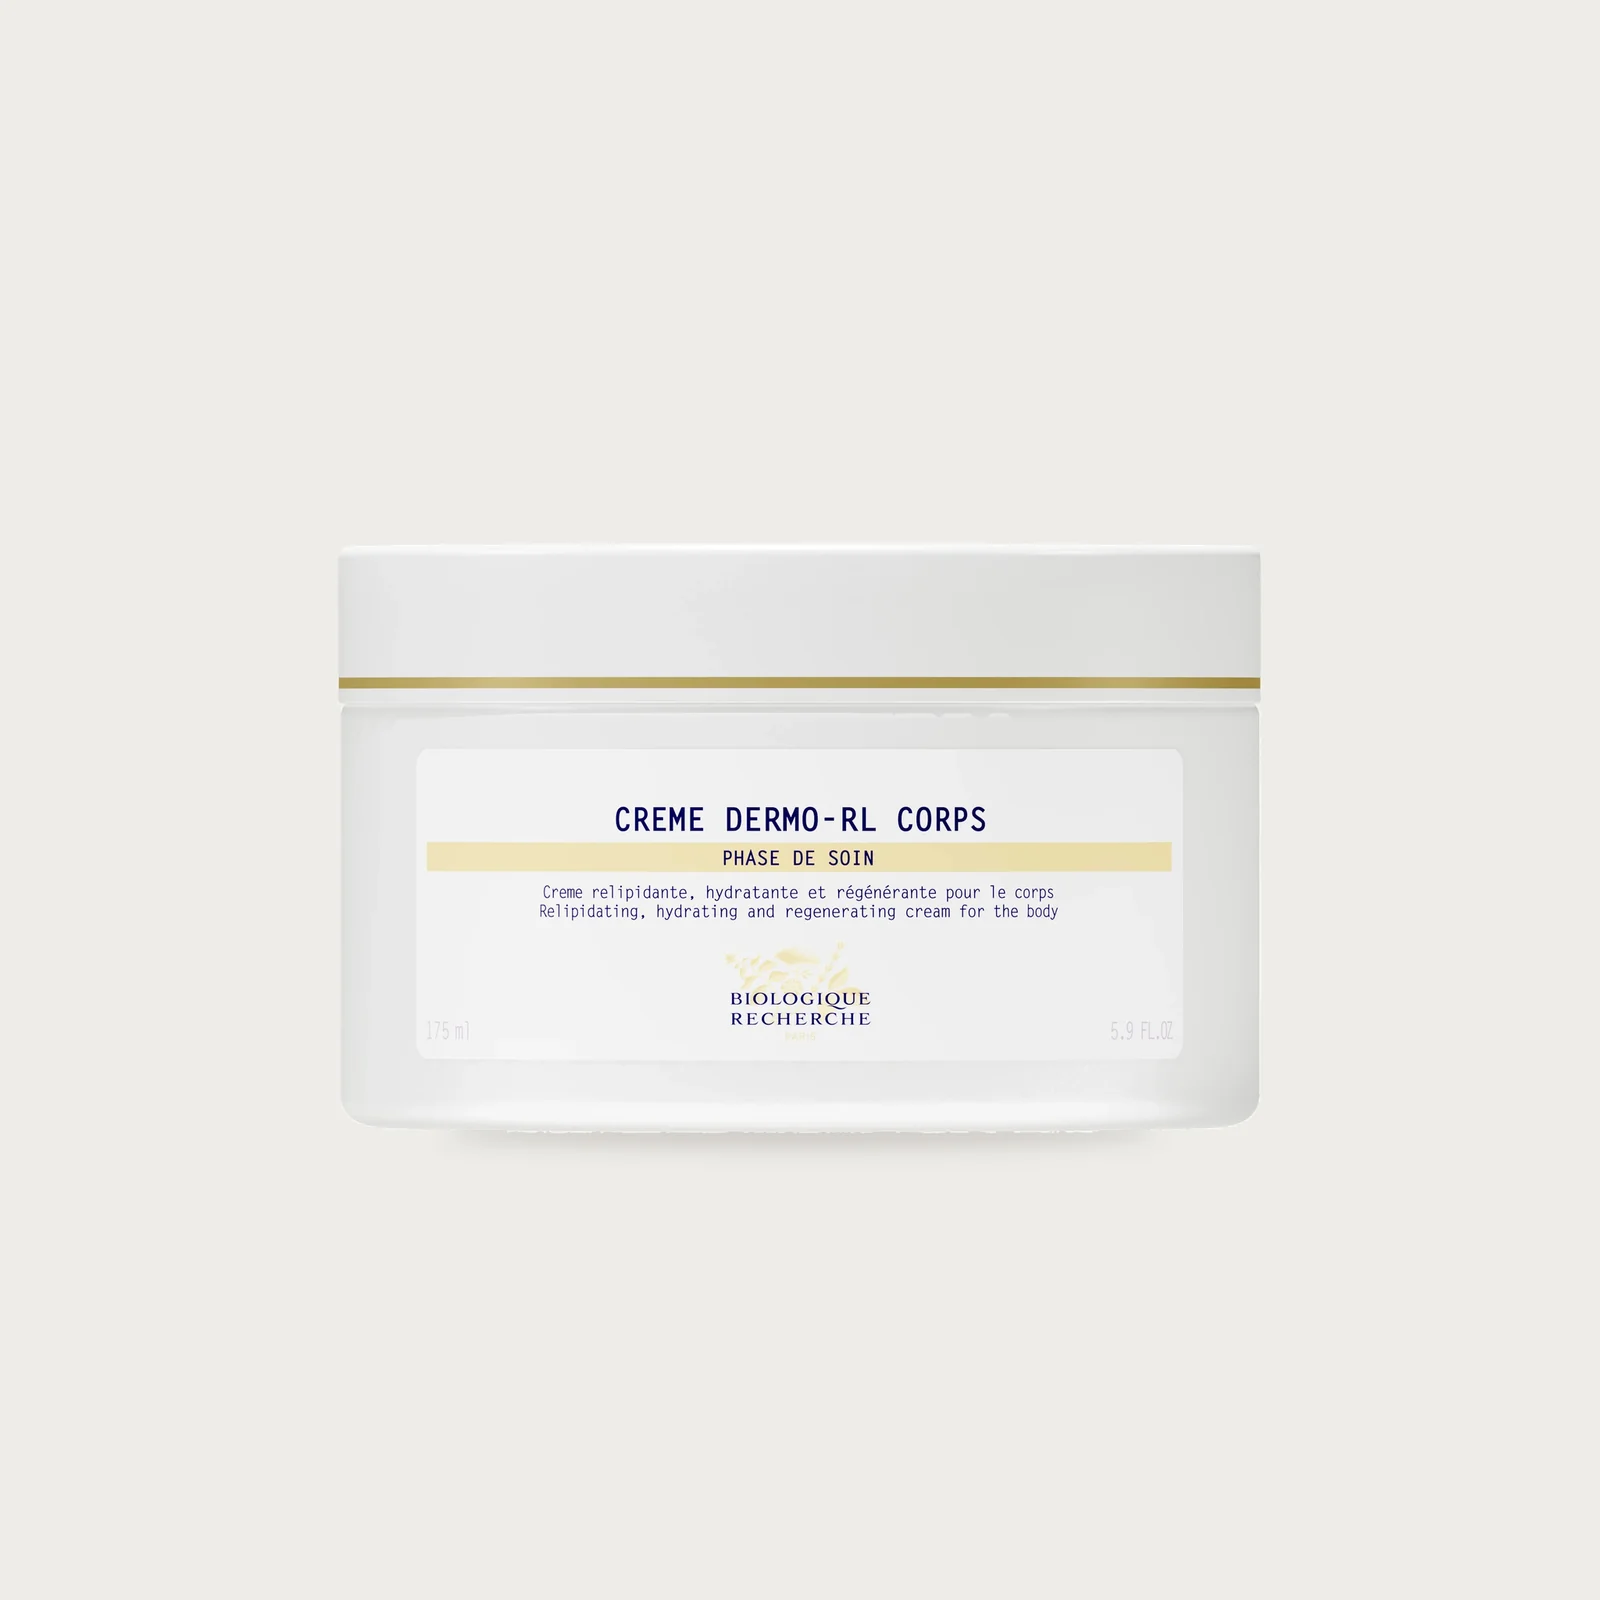 CREME DERMO-RL CORPS
PHASE DE SOIN
Creme relipidante, hydratante et régénérante pour le corps
Relipidating, hydrating and regenerating cream for the body
BIOLOGIQUE
RECHERCHE
PARIS
175 ml
5.9 FL.OZ